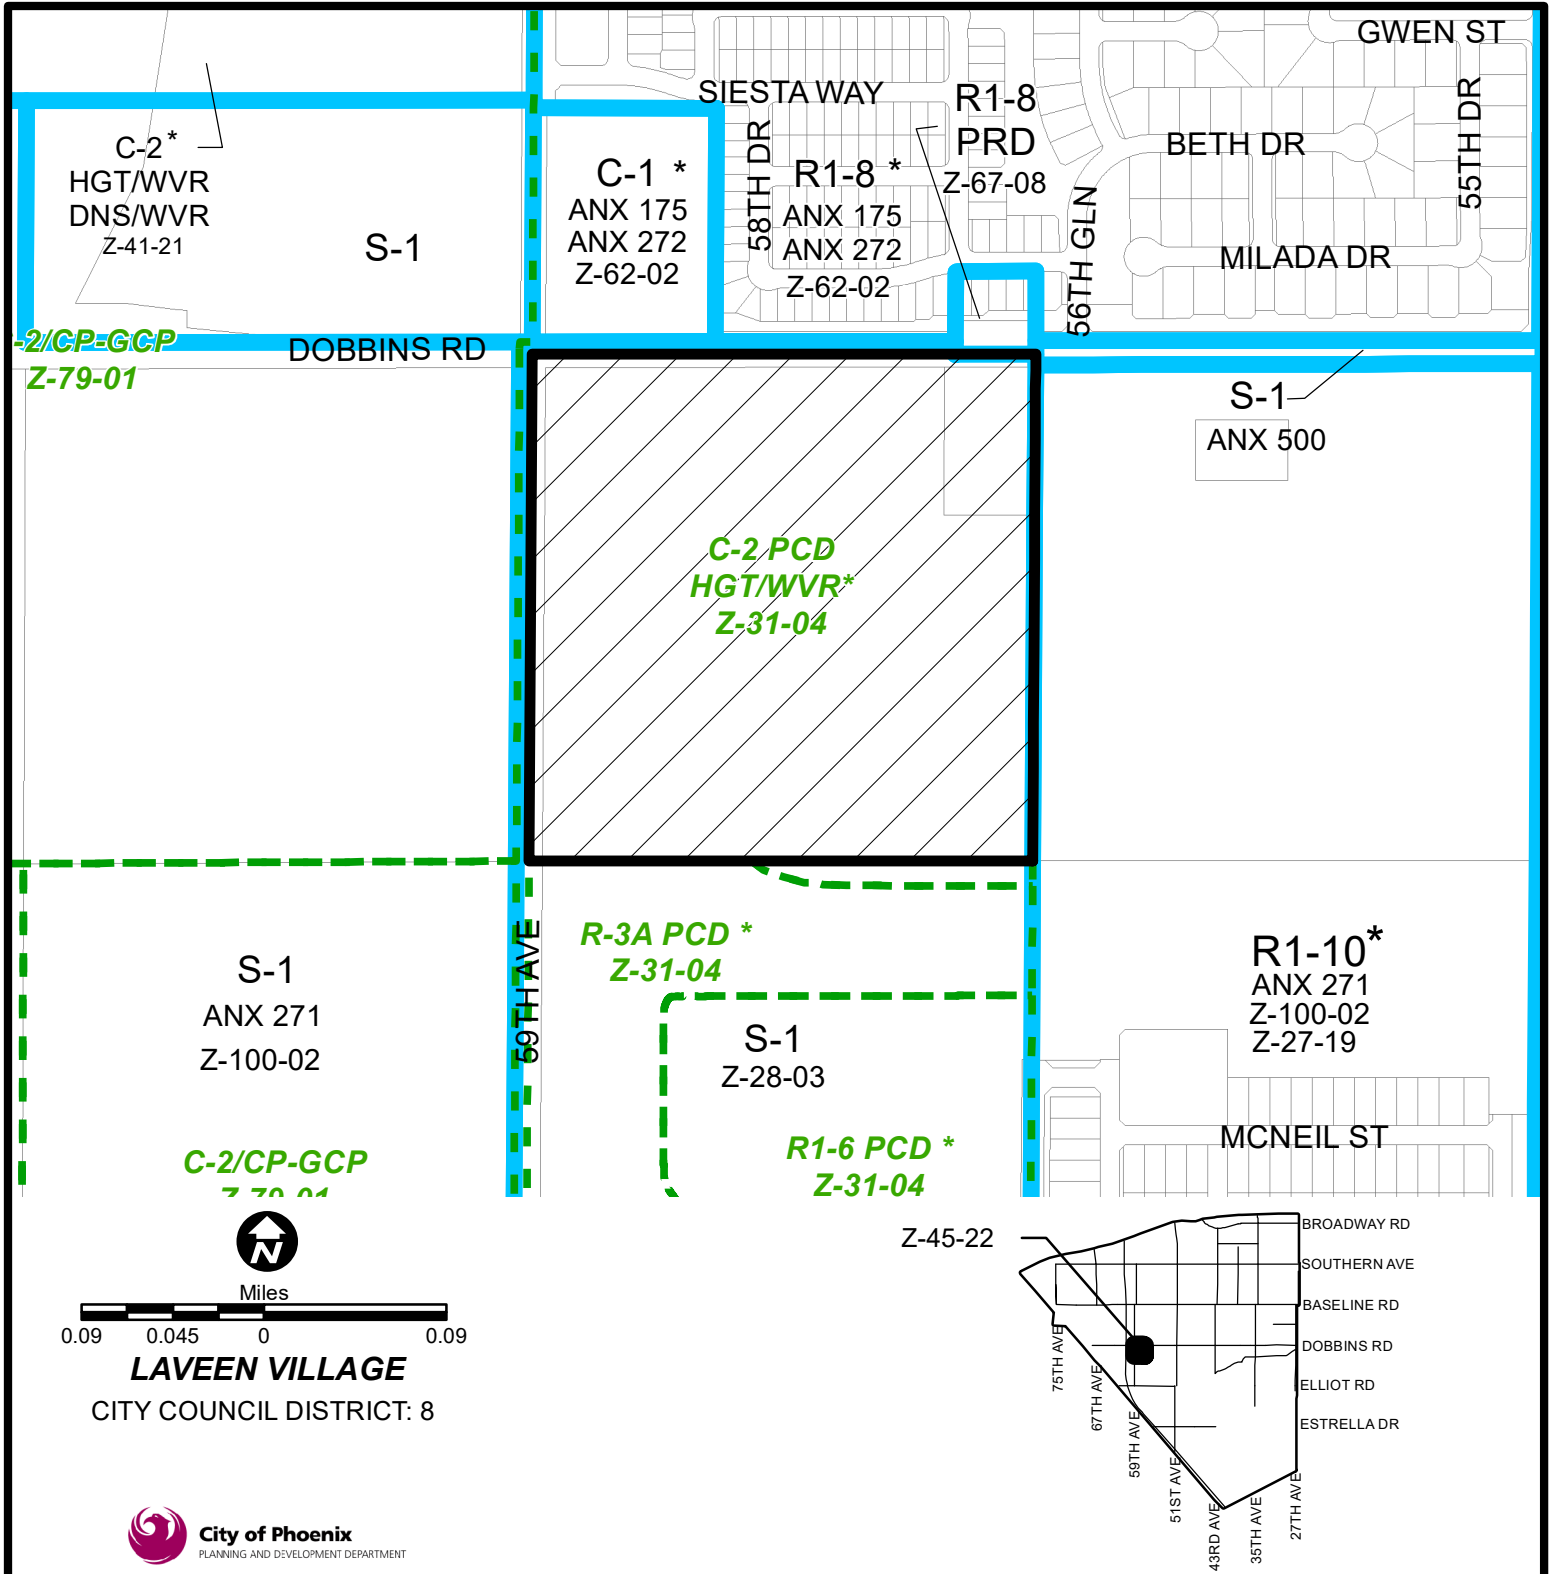 GWEN ST
SIESTA WAY
R1-8
PRD
Z-67-08
58TH DR
BETH DR
55TH DR
C-2 *
HGT/WVR
DNS/WVR
Z-41-21
S-1
C-1 *
ANX 175
ANX 272
Z-62-02
R1-8 *
ANX 175
ANX 272
Z-62-02
56TH GLN
MILADA DR
-2/CP-GCP
Z-79-01
DOBBINS RD
S-1
ANX 500
C-2 PCD
HGT/WVR*
Z-31-04
59TH AVE
R-3A PCD *
Z-31-04
S-1
ANX 271
Z-100-02
S-1
Z-28-03
R1-10*
ANX 271
Z-100-02
Z-27-19
MCNEIL ST
C-2/CP-GCP
Z-79-01
R1-6 PCD *
Z-31-04
N
Miles
0.09 0.045 0 0.09
LAVEEN VILLAGE
CITY COUNCIL DISTRICT: 8
City of Phoenix
PLANNING AND DEVELOPMENT DEPARTMENT
Z-45-22
BROADWAY RD
SOUTHERN AVE
BASELINE RD
DOBBINS RD
ELLIOT RD
ESTRELLA DR
75TH AVE
67TH AVE
59TH AVE
51ST AVE
43RD AVE
35TH AVE
27TH AVE